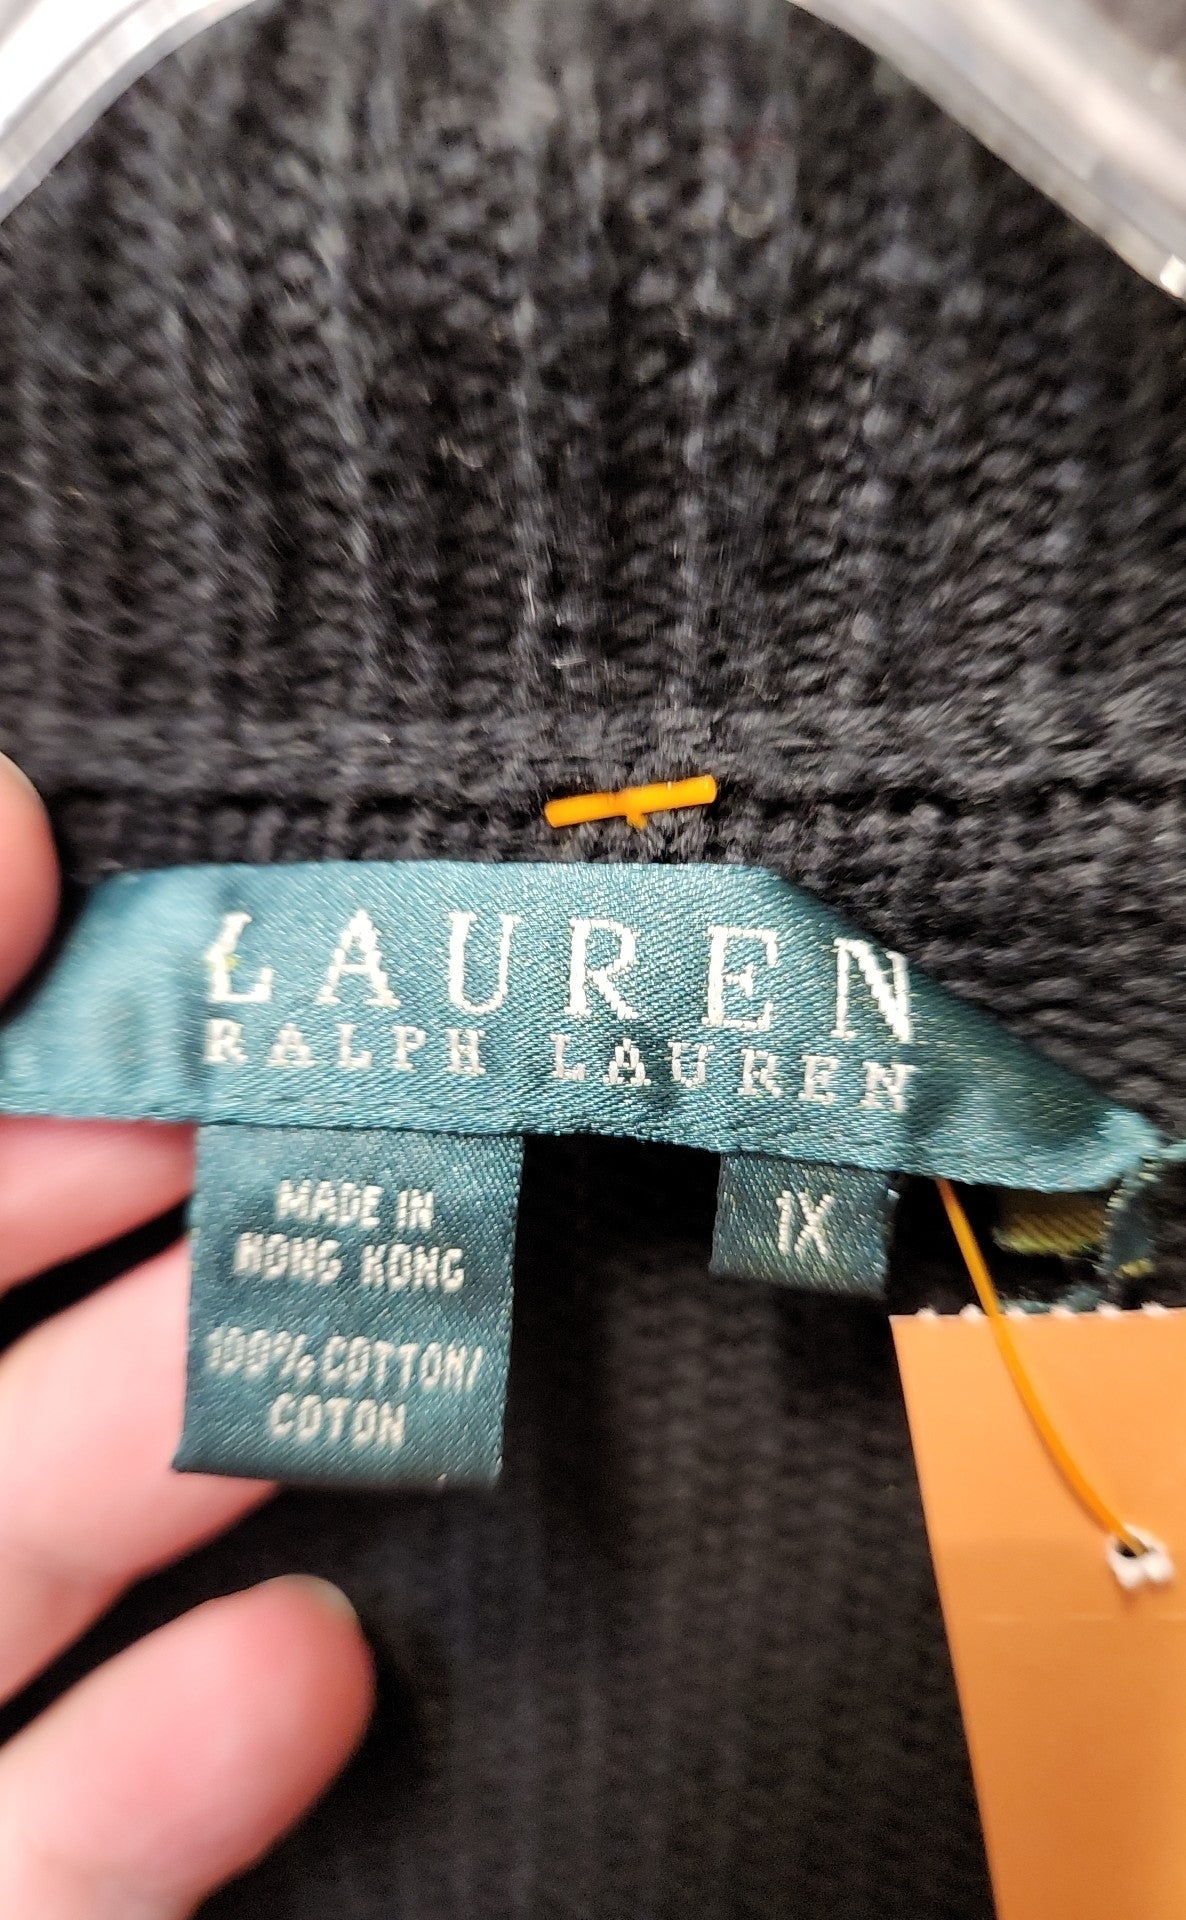 LAUREN
RALPH LAUREN
MADE IN
HONG KONG
100% COTTON/
COTON
1X